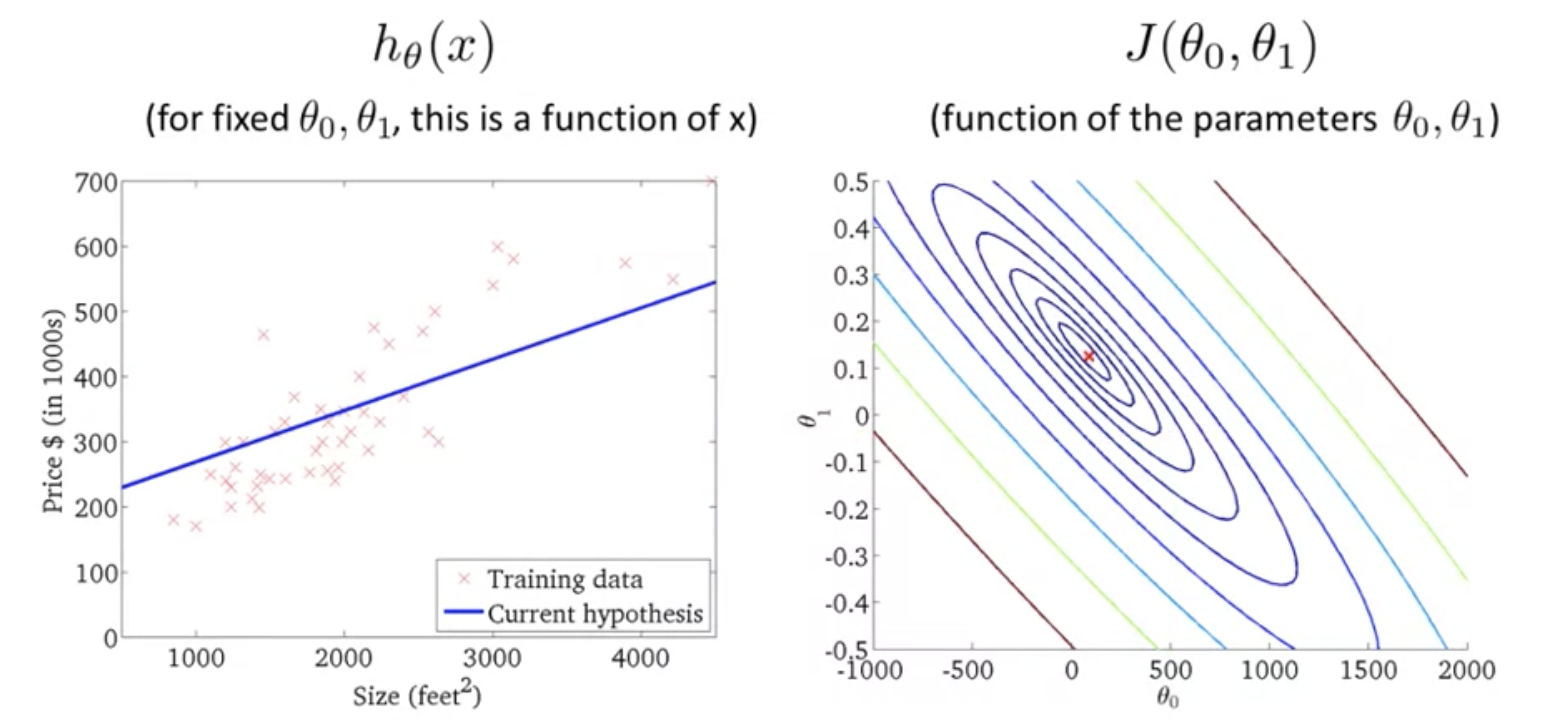 h_θ(x)
(for fixed θ₀, θ₁, this is a function of x)
700
600
500
400
300
200
100
0
Price $ (in 1000s)
1000 2000 3000 4000
Size (feet²)
Training data
Current hypothesis
J(θ₀, θ₁)
(function of the parameters θ₀, θ₁)
0.5
0.4
0.3
0.2
0.1
0
-0.1
-0.2
-0.3
-0.4
-0.5
θ₁
-1000 -500 0 500 1000 1500 2000
θ₀